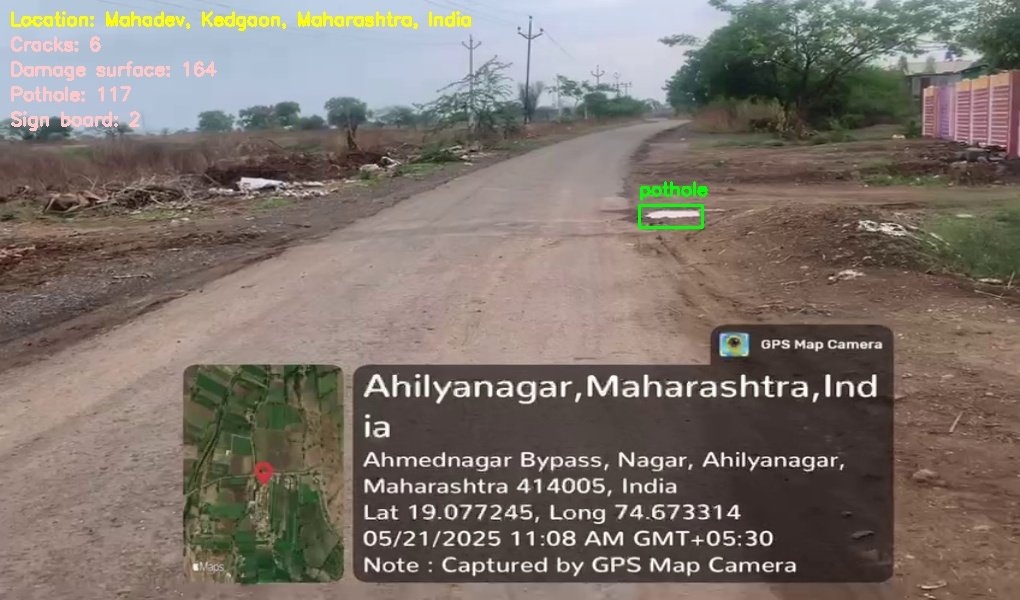 Location: Mahadev, Kedgaon, Maharashtra, India
Cracks: 6
Damage surface: 164
Pothole: 117
Sign board: 2
pothole
GPS Map Camera
Ahilyanagar,Maharashtra,Ind
ia
Ahmednagar Bypass, Nagar, Ahilyanagar,
Maharashtra 414005, India
Lat 19.077245, Long 74.673314
05/21/2025 11:08 AM GMT+05:30
Note : Captured by GPS Map Camera
Maps